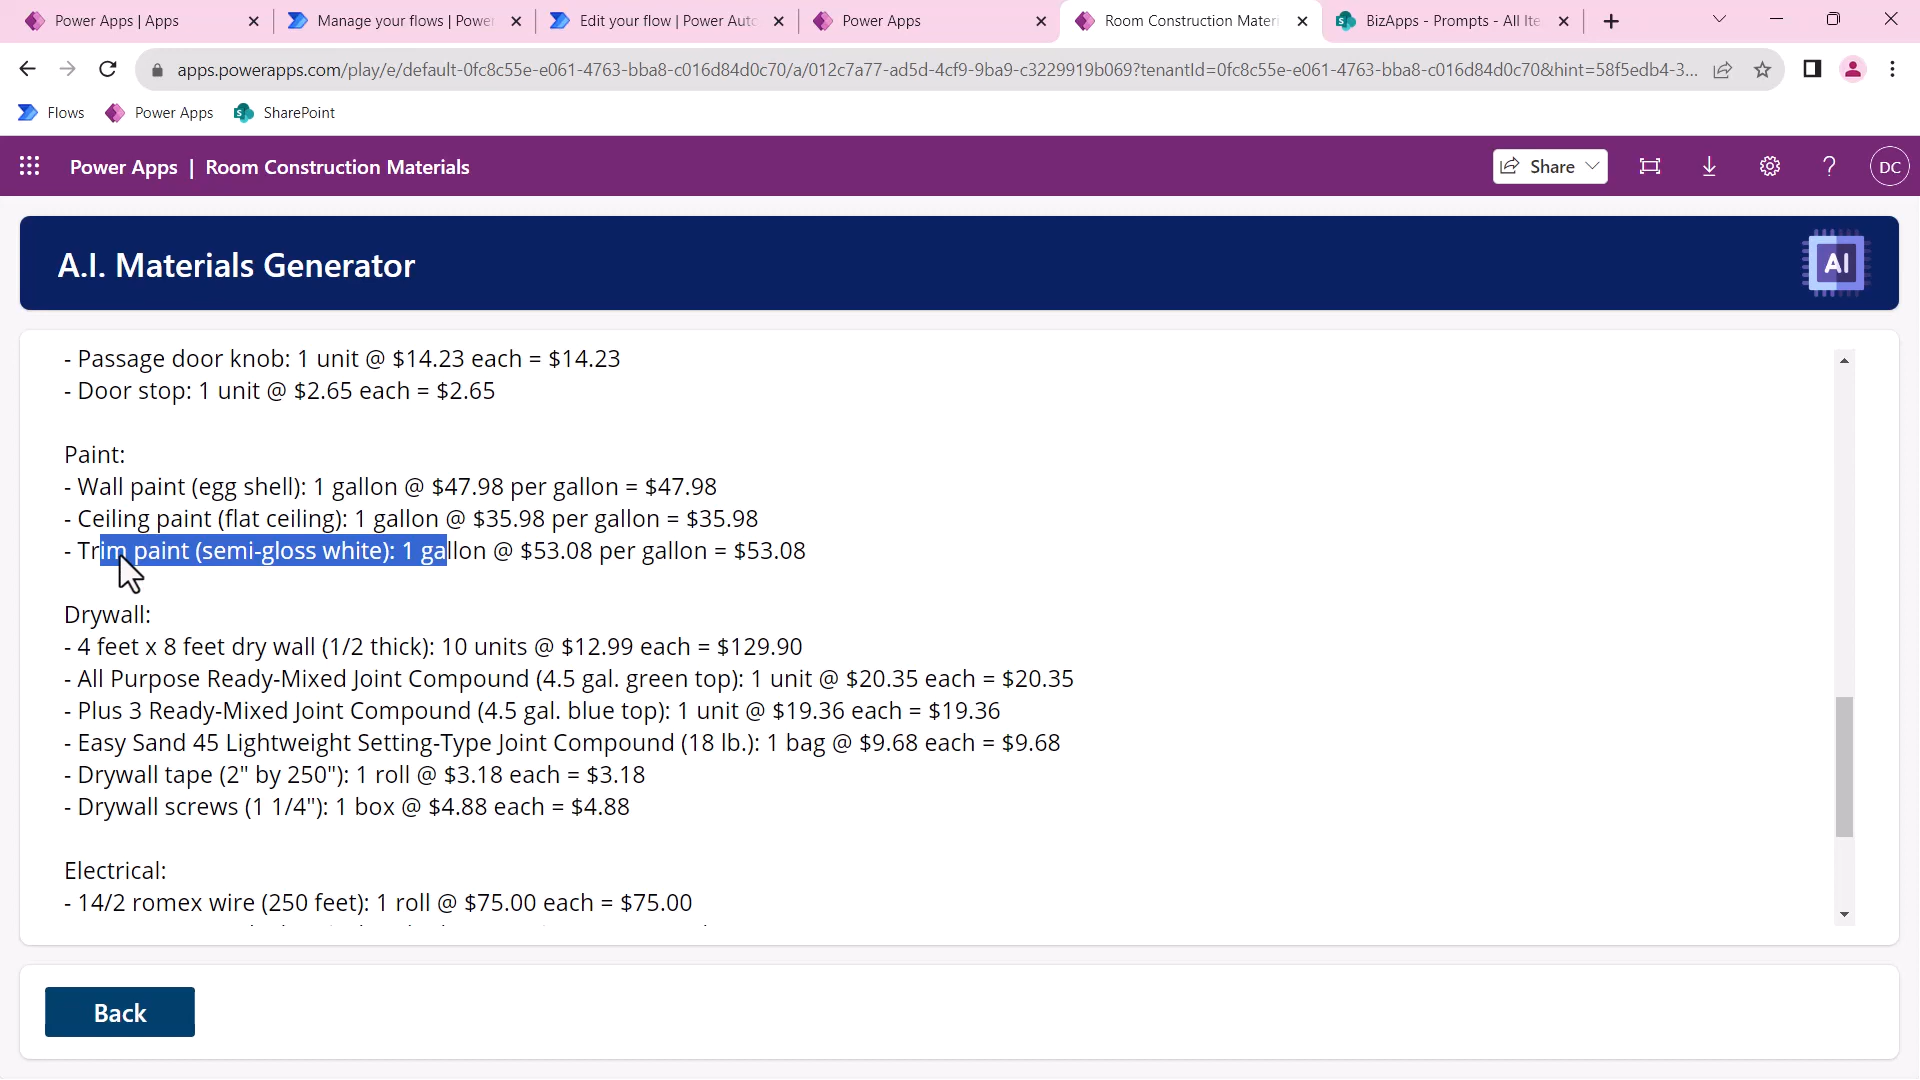 Power Apps | Apps
Manage your flows | Powe
Edit your flow | Power Auto
Power Apps
Room Construction Materi
BizApps - Prompts - All Ite
apps.powerapps.com/play/e/default-0fc8c55e-e061-4763-bba8-c016d84d0c70/a/012c7a77-ad5d-4cf9-9ba9-c3229919b069?tenantId=0fc8c55e-e061-4763-bba8-c016d84d0c70&hint=58f5edb4-3...
Flows
Power Apps
SharePoint
Power Apps | Room Construction Materials
Share
?
DC
A.I. Materials Generator
AI
- Passage door knob: 1 unit @ $14.23 each = $14.23
- Door stop: 1 unit @ $2.65 each = $2.65
Paint:
- Wall paint (egg shell): 1 gallon @ $47.98 per gallon = $47.98
- Ceiling paint (flat ceiling): 1 gallon @ $35.98 per gallon = $35.98
- Trim paint (semi-gloss white): 1 gallon @ $53.08 per gallon = $53.08
Drywall:
- 4 feet x 8 feet dry wall (1/2 thick): 10 units @ $12.99 each = $129.90
- All Purpose Ready-Mixed Joint Compound (4.5 gal. green top): 1 unit @ $20.35 each = $20.35
- Plus 3 Ready-Mixed Joint Compound (4.5 gal. blue top): 1 unit @ $19.36 each = $19.36
- Easy Sand 45 Lightweight Setting-Type Joint Compound (18 lb.): 1 bag @ $9.68 each = $9.68
- Drywall tape (2" by 250"): 1 roll @ $3.18 each = $3.18
- Drywall screws (1 1/4"): 1 box @ $4.88 each = $4.88
Electrical:
- 14/2 romex wire (250 feet): 1 roll @ $75.00 each = $75.00
Back